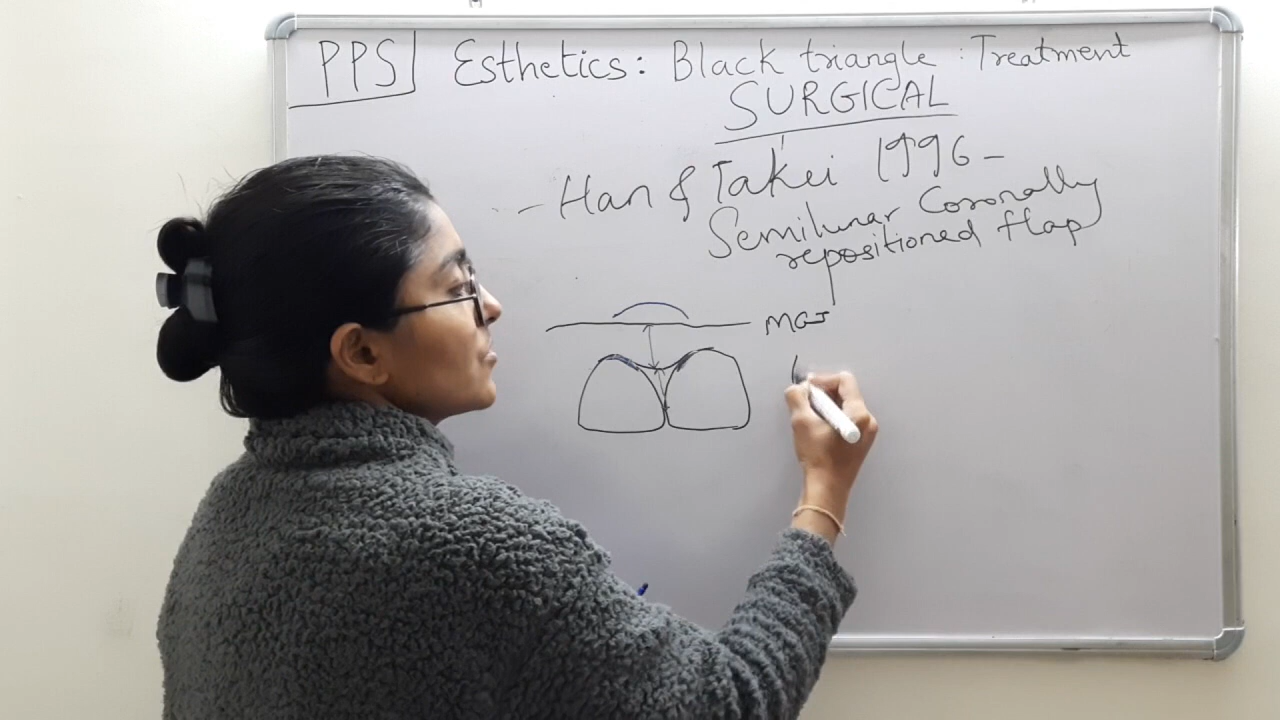 PPS Esthetics: Black triangle : Treatment
SURGICAL
- Han & Takei 1996 -
Semilunar Coronally
repositioned flap
MGJ